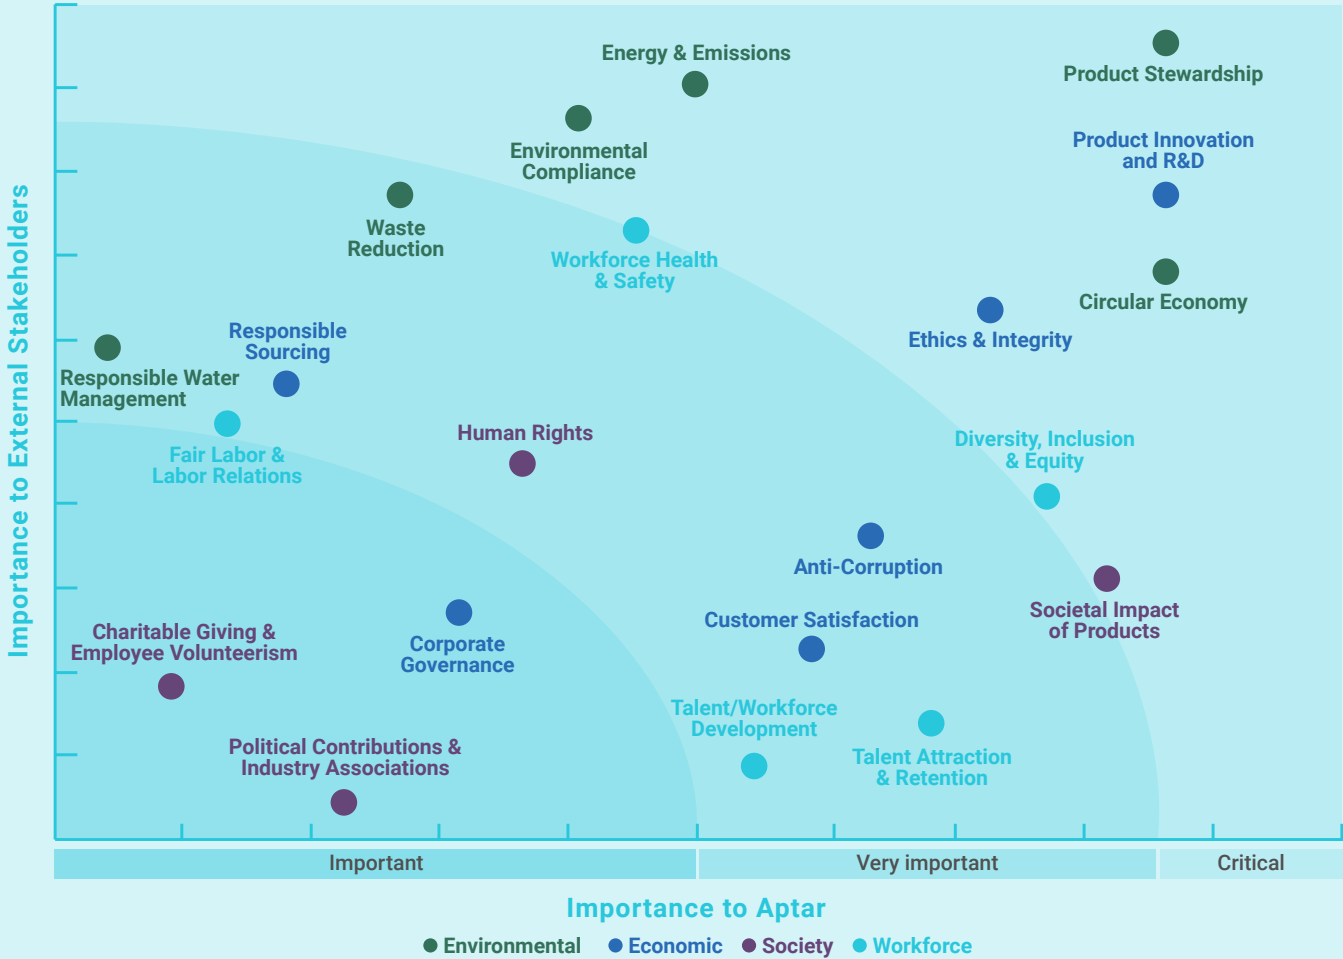 Importance to External Stakeholders
Energy & Emissions
Product Stewardship
Environmental
Compliance
Product Innovation
and R&D
Waste
Reduction
Workforce Health
& Safety
Circular Economy
Responsible
Sourcing
Ethics & Integrity
Responsible Water
Management
Fair Labor &
Labor Relations
Human Rights
Diversity, Inclusion
& Equity
Anti-Corruption
Societal Impact
of Products
Customer Satisfaction
Charitable Giving &
Employee Volunteerism
Corporate
Governance
Talent/Workforce
Development
Talent Attraction
& Retention
Political Contributions &
Industry Associations
Important
Very important
Critical
Importance to Aptar
Environmental
Economic
Society
Workforce